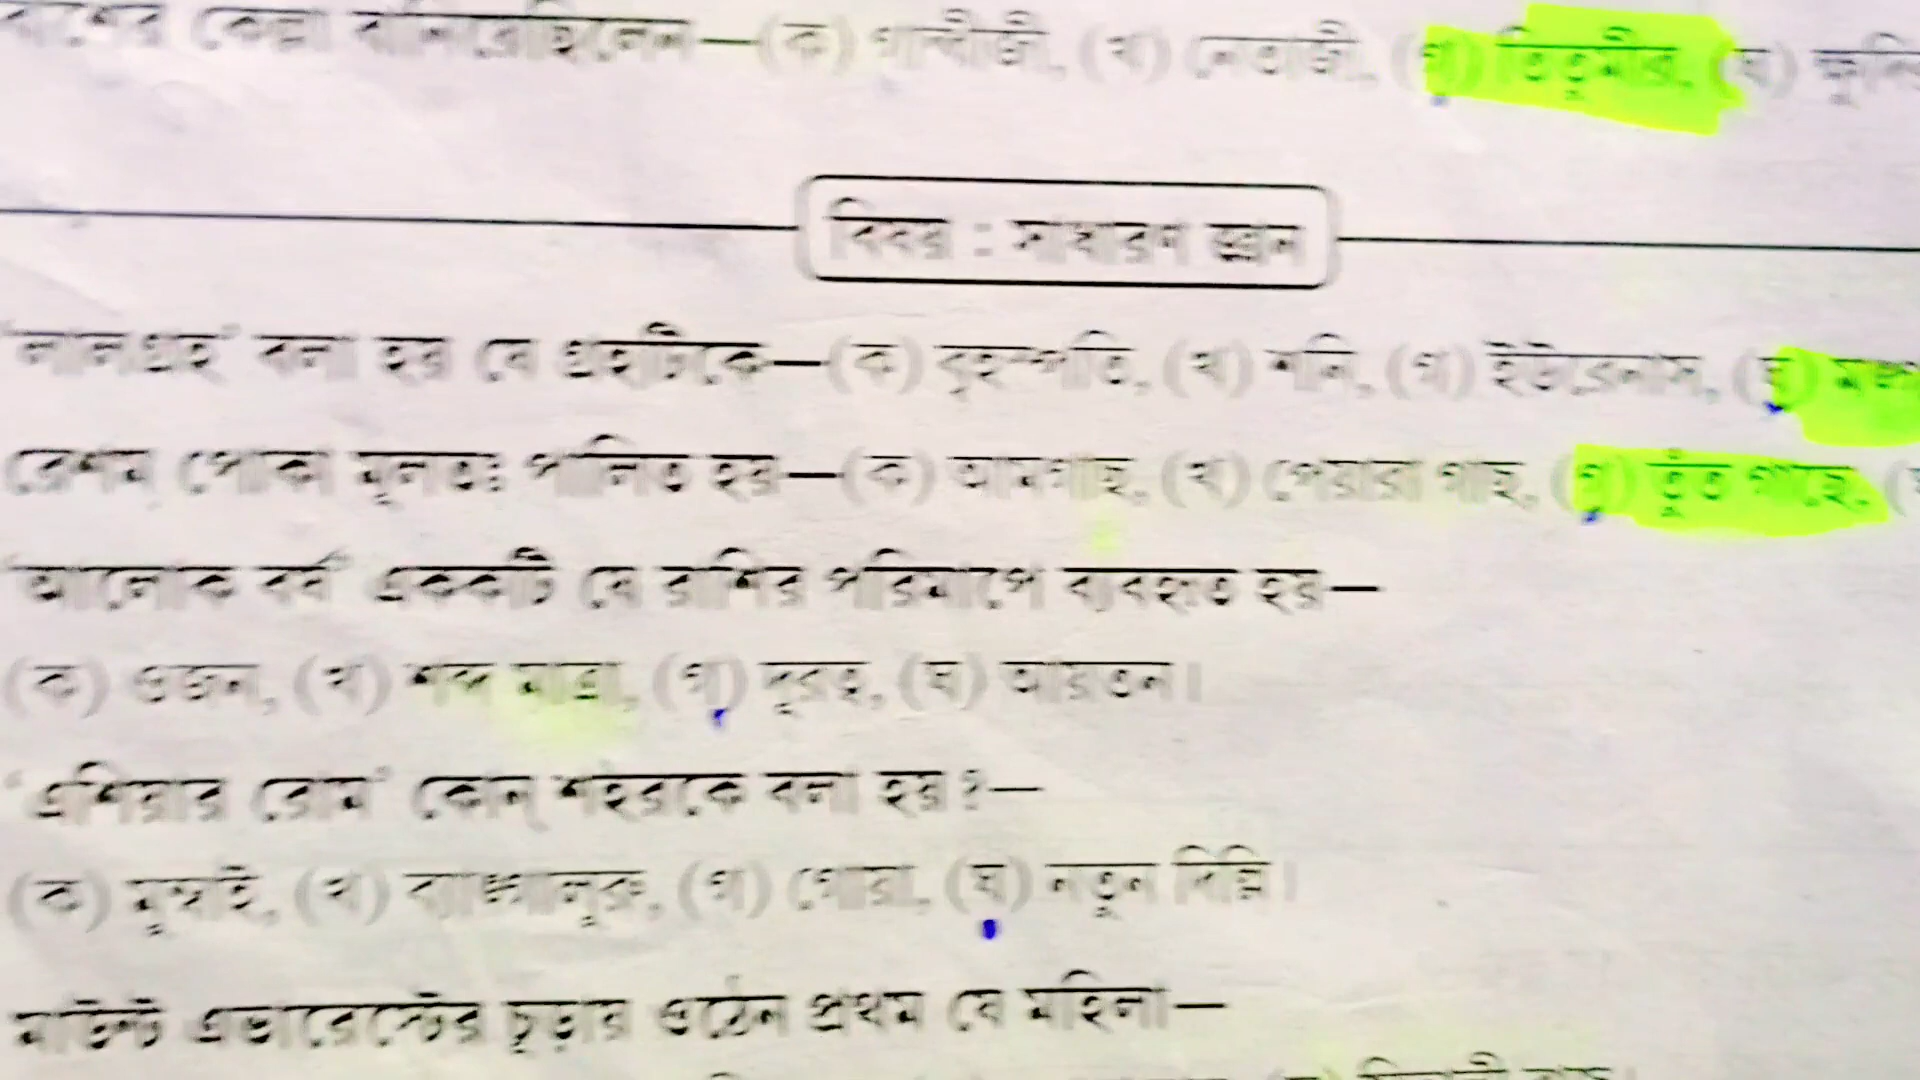 বাঁশের কেল্লা বানিয়েছিলেন—(ক) গান্ধীজী, (খ) নেতাজী, (গ) তিতুমীর, (ঘ)
বিষয় : সাধারণ জ্ঞান
'লালগ্রহ' বলা হয় যে গ্রহটিকে—(ক) বৃহস্পতি, (খ) শনি, (গ) ইউরেনাস, (ঘ)
রেশম পোকা মূলতঃ পালিত হয়—(ক) আমগাছ, (খ) পেয়ারা গাছ, (গ) তুঁত গাছে,
'আলোক বর্ষ' এককটি যে রাশির পরিমাপে ব্যবহৃত হয়—
(ক) ওজন, (খ) শব্দ মাত্রা, (গ) দূরত্ব, (ঘ) আয়তন।
'এশিয়ার রোম' কোন্ শহরকে বলা হয়?—
(ক) মুম্বাই, (খ) ব্যাঙ্গালুরু, (গ) গোয়া, (ঘ) নতুন দিল্লি।
মাউন্ট এভারেস্টের চূড়ায় ওঠেন প্রথম যে মহিলা—